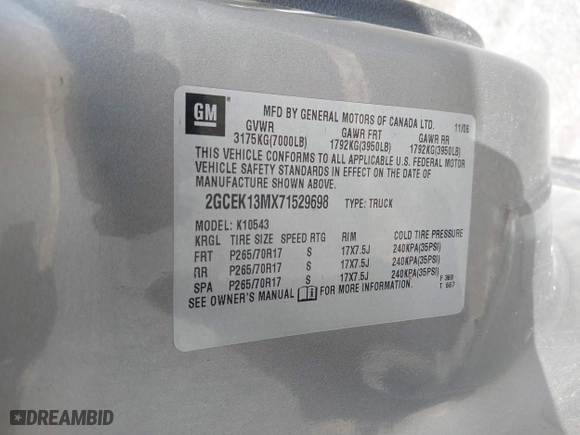 GM
®
MFD BY GENERAL MOTORS OF CANADA LTD. 11/06
GVWR GAWR FRT GAWR RR
3175KG(7000LB) 1792KG(3950LB) 1792KG(3950LB)
THIS VEHICLE CONFORMS TO ALL APPLICABLE U.S. FEDERAL MOTOR
VEHICLE SAFETY STANDARDS IN EFFECT ON THE DATE OF
MANUFACTURE SHOWN ABOVE.
2GCEK13MX71529698 TYPE: TRUCK
MODEL: K10543
KRGL TIRE SIZE SPEED RTG RIM COLD TIRE PRESSURE
FRT P265/70R17 S 17X7.5J 240KPA(35PSI)
RR P265/70R17 S 17X7.5J 240KPA(35PSI)
SPA P265/70R17 S 17X7.5J 240KPA(35PSI)
SEE OWNER'S MANUAL FOR MORE INFORMATION.
F 369
T 667
DREAMBID